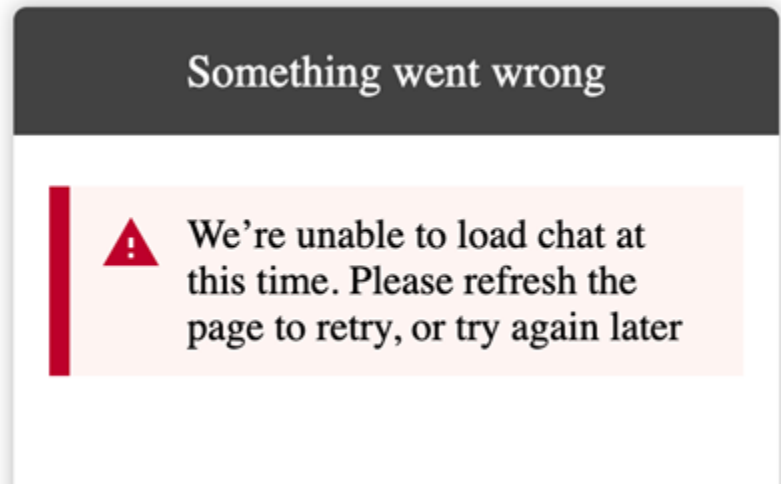 Something went wrong
We’re unable to load chat at
this time. Please refresh the
page to retry, or try again later